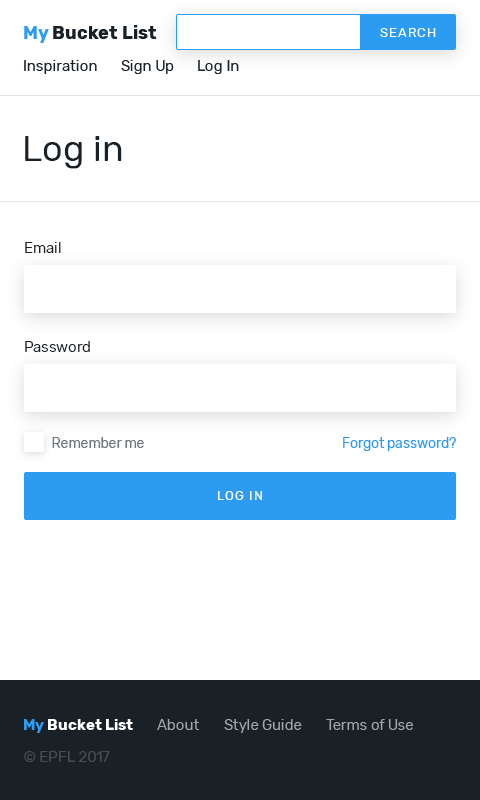 My Bucket List SEARCH
Inspiration Sign Up Log In
Log in
Email
Password
Remember me Forgot password?
LOG IN
My Bucket List About Style Guide Terms of Use
© EPFL 2017